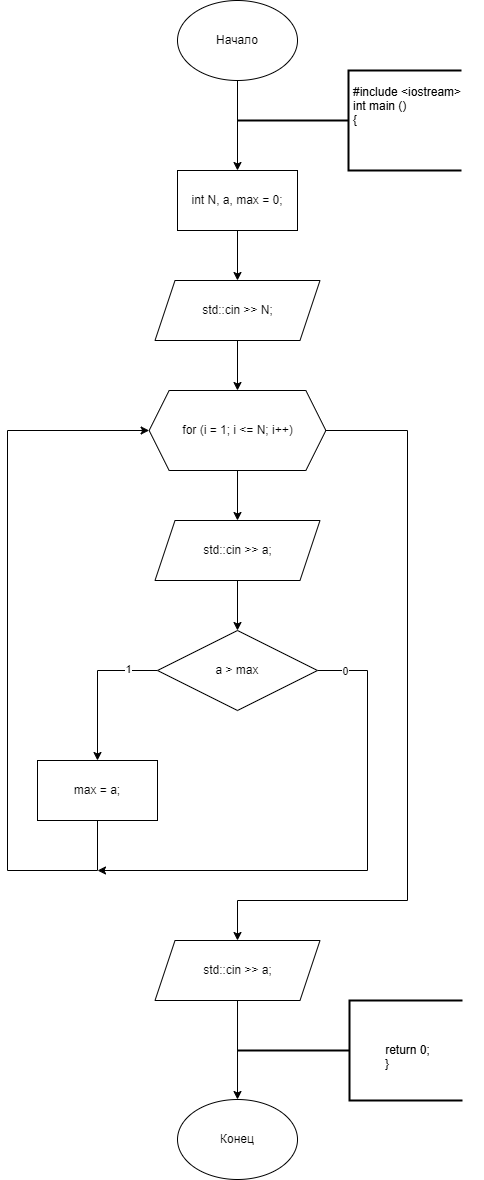 Начало
#include <iostream>
int main ()
{
int N, a, max = 0;
std::cin >> N;
for (i = 1; i <= N; i++)
std::cin >> a;
a > max
1
0
max = a;
std::cin >> a;
return 0;
}
Конец